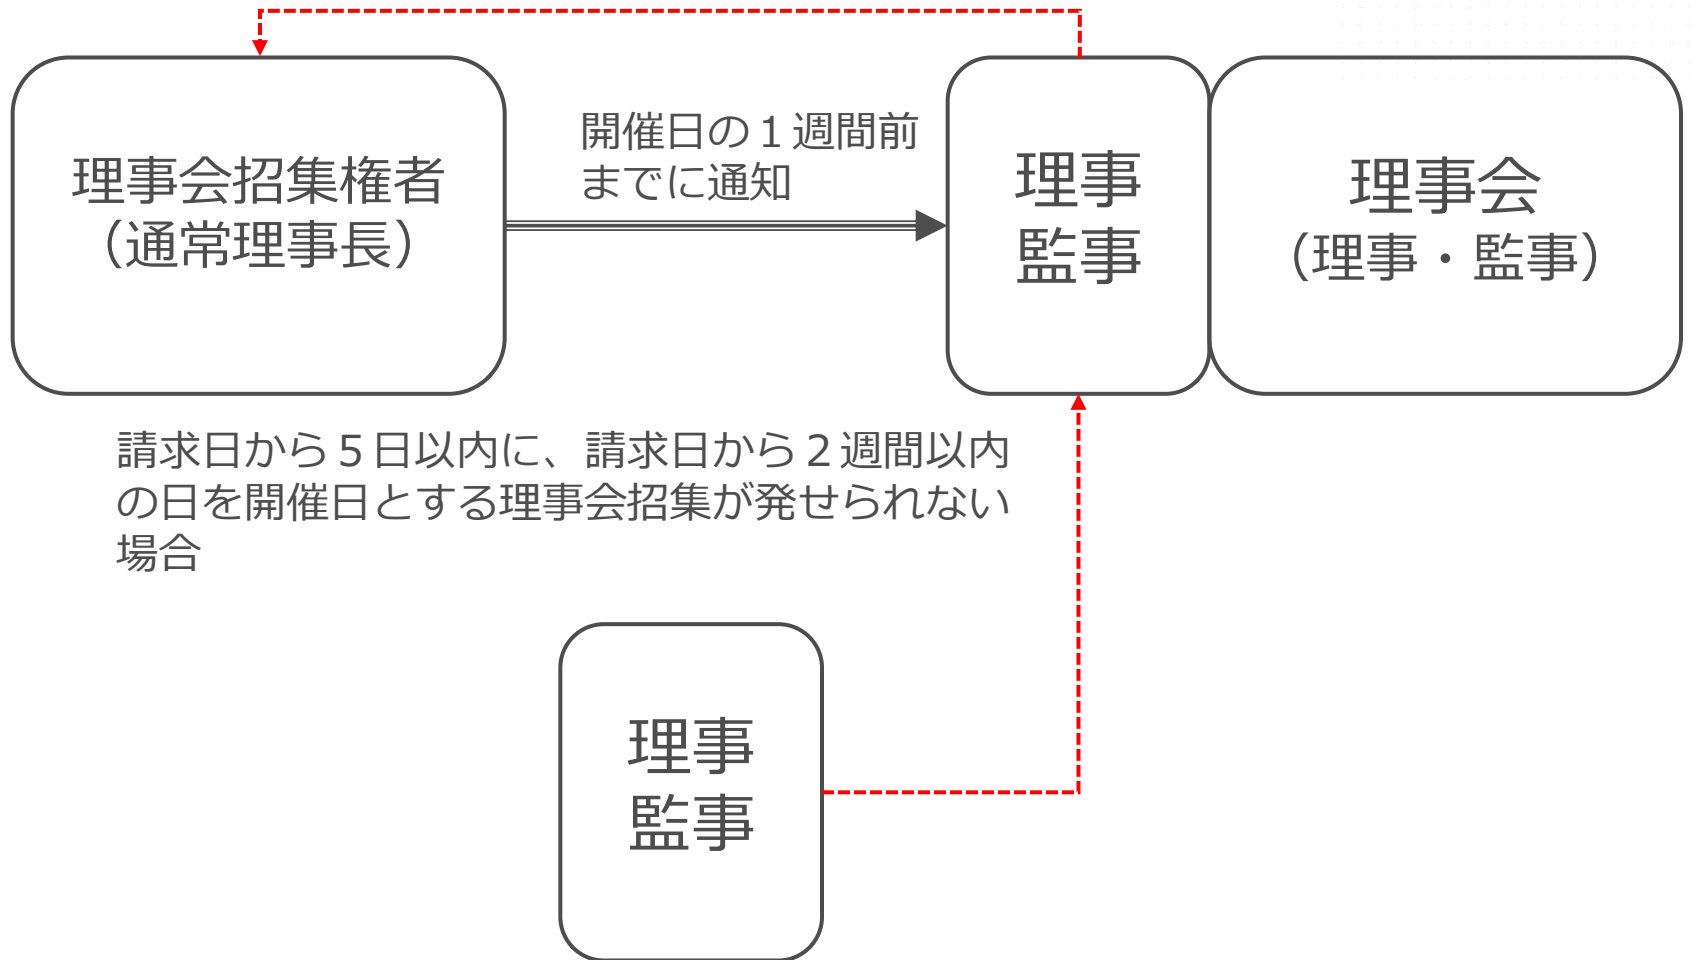 理事会招集権者
（通常理事長）
開催日の１週間前
までに通知
理事
監事
理事会
（理事・監事）
請求日から５日以内に、請求日から２週間以内
の日を開催日とする理事会招集が発せられない
場合
理事
監事